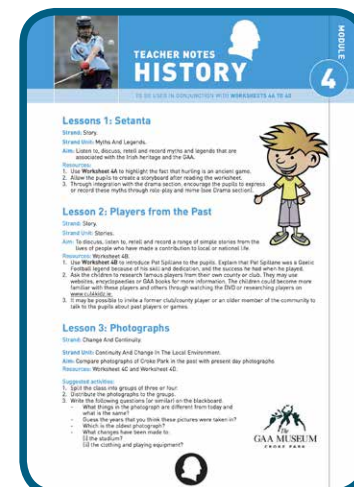 TEACHER NOTES
HISTORY
TO BE USED IN CONJUNCTION WITH WORKSHEETS 4A TO 4D
MODULE
4
Lessons 1: Setanta
Strand: Story.
Strand Unit: Myths And Legends.
Aim: Listen to, discuss, retell and record myths and legends that are
associated with the Irish heritage and the GAA.
Resources:
1. Use Worksheet 4A to highlight the fact that hurling is an ancient game.
2. Allow the pupils to create a storyboard after reading the worksheet.
3. Through integration with the drama section, encourage the pupils to express
or record these myths through role-play and mime (see Drama section).
Lesson 2: Players from the Past
Strand: Story.
Strand Unit: Stories.
Aim: To discuss, listen to, retell and record a range of simple stories from the
lives of people who have made a contribution to local or national life.
Resources: Worksheet 4B.
1. Use Worksheet 4B to introduce Pat Spillane to the pupils. Explain that Pat Spillane was a Gaelic
Football legend because of his skill and dedication, and the success he had when he played.
2. Ask the children to research famous players from their own county or club. They may use
websites, encyclopaedias or GAA books for more information. The children could become more
familiar with these players and others through watching the DVD or researching players on
www.cul4kidz.ie.
3. It may be possible to invite a former club/county player or an older member of the community to
talk to the pupils about past players or games.
Lesson 3: Photographs
Strand: Change And Continuity.
Strand Unit: Continuity And Change In The Local Environment.
Aim: Compare photographs of Croke Park in the past with present day photographs.
Resources: Worksheet 4C and Worksheet 4D.
Suggested activities:
1. Split the class into groups of three or four.
2. Distribute the photographs to the groups.
3. Write the following questions (or similar) on the blackboard.
- What things in the photograph are different from today and
what is the same?
- Guess the years that you think these pictures were taken in?
- Which is the oldest photograph?
- What changes have been made to:
(i) the stadium?
(ii) the clothing and playing equipment?
The
GAA MUSEUM
CROKE PARK